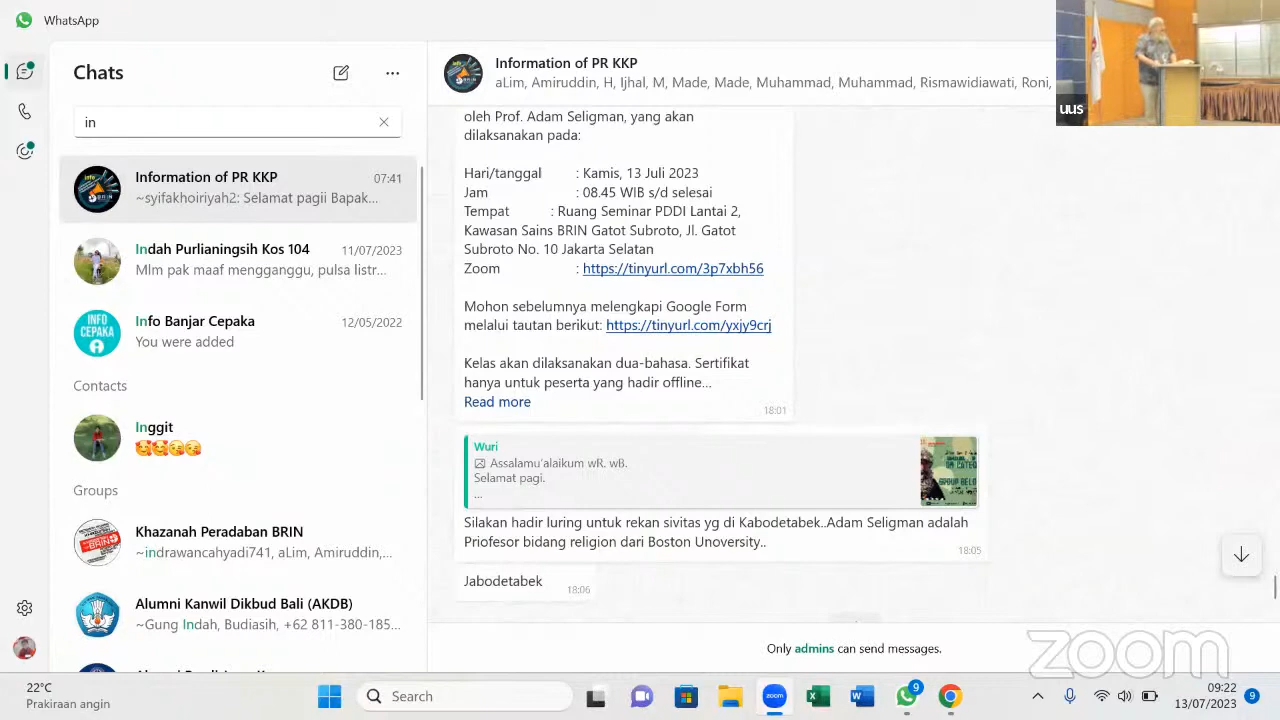 WhatsApp
Chats
in
Information of PR KKP
07:41
~syifakhoiriyah2: Selamat pagii Bapak...
Indah Purlianingsih Kos 104
11/07/2023
Mlm pak maaf mengganggu, pulsa listr...
INFO
CEPAKA
Info Banjar Cepaka
12/05/2022
You were added
Contacts
Inggit
Groups
Khazanah Peradaban BRIN
~indrawancahyadi741, aLim, Amiruddin,...
Alumni Kanwil Dikbud Bali (AKDB)
~Gung Indah, Budiasih, +62 811-380-185...
Information of PR KKP
aLim, Amiruddin, H, Ijhal, M, Made, Made, Muhammad, Muhammad, Rismawidiawati, Roni,
oleh Prof. Adam Seligman, yang akan
dilaksanakan pada:
Hari/tanggal : Kamis, 13 Juli 2023
Jam : 08.45 WIB s/d selesai
Tempat : Ruang Seminar PDDI Lantai 2,
Kawasan Sains BRIN Gatot Subroto, Jl. Gatot
Subroto No. 10 Jakarta Selatan
Zoom : https://tinyurl.com/3p7xbh56
Mohon sebelumnya melengkapi Google Form
melalui tautan berikut: https://tinyurl.com/yxjy9crj
Kelas akan dilaksanakan dua-bahasa. Sertifikat
hanya untuk peserta yang hadir offline...
Read more
18:01
Wuri
Assalamu'alaikum wR. wB.
Selamat pagi.
...
Silakan hadir luring untuk rekan sivitas yg di Kabodetabek..Adam Seligman adalah
Priofesor bidang religion dari Boston Unoversity..
18:05
Jabodetabek
18:06
Only admins can send messages.
uus
zoom
22°C
Prakiraan angin
Search
zoom
9
09:22
13/07/2023
9